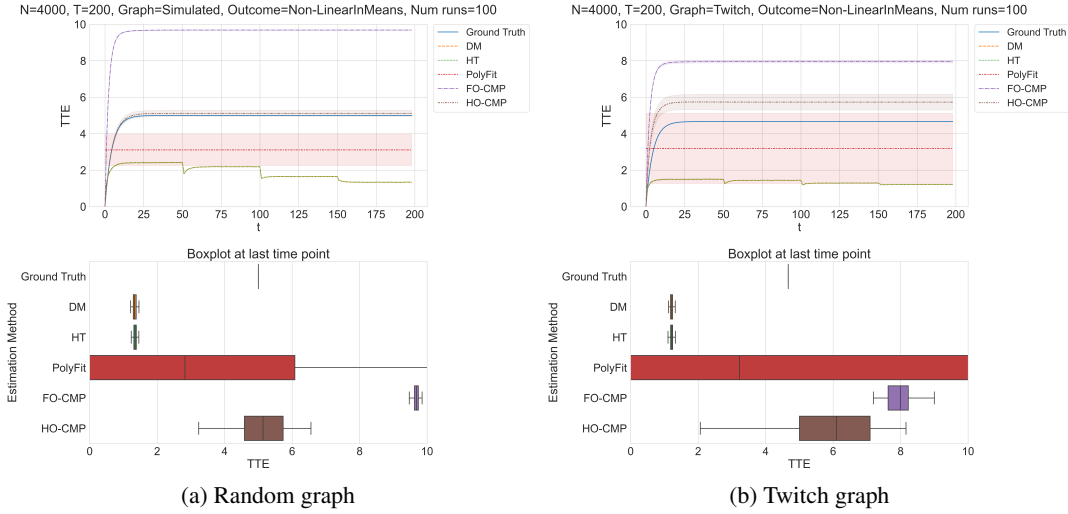 N=4000, T=200, Graph=Simulated, Outcome=Non-LinearInMeans, Num runs=100
10
8
6
4
2
0
TTE
0 25 50 75 100 125 150 175 200
t
Ground Truth
DM
HT
PolyFit
FO-CMP
HO-CMP
Boxplot at last time point
Estimation Method
Ground Truth
DM
HT
PolyFit
FO-CMP
HO-CMP
0 2 4 6 8 10
TTE
(a) Random graph
N=4000, T=200, Graph=Twitch, Outcome=Non-LinearInMeans, Num runs=100
10
8
6
4
2
0
TTE
0 25 50 75 100 125 150 175 200
t
Ground Truth
DM
HT
PolyFit
FO-CMP
HO-CMP
Boxplot at last time point
Estimation Method
Ground Truth
DM
HT
PolyFit
FO-CMP
HO-CMP
0 2 4 6 8 10
TTE
(b) Twitch graph